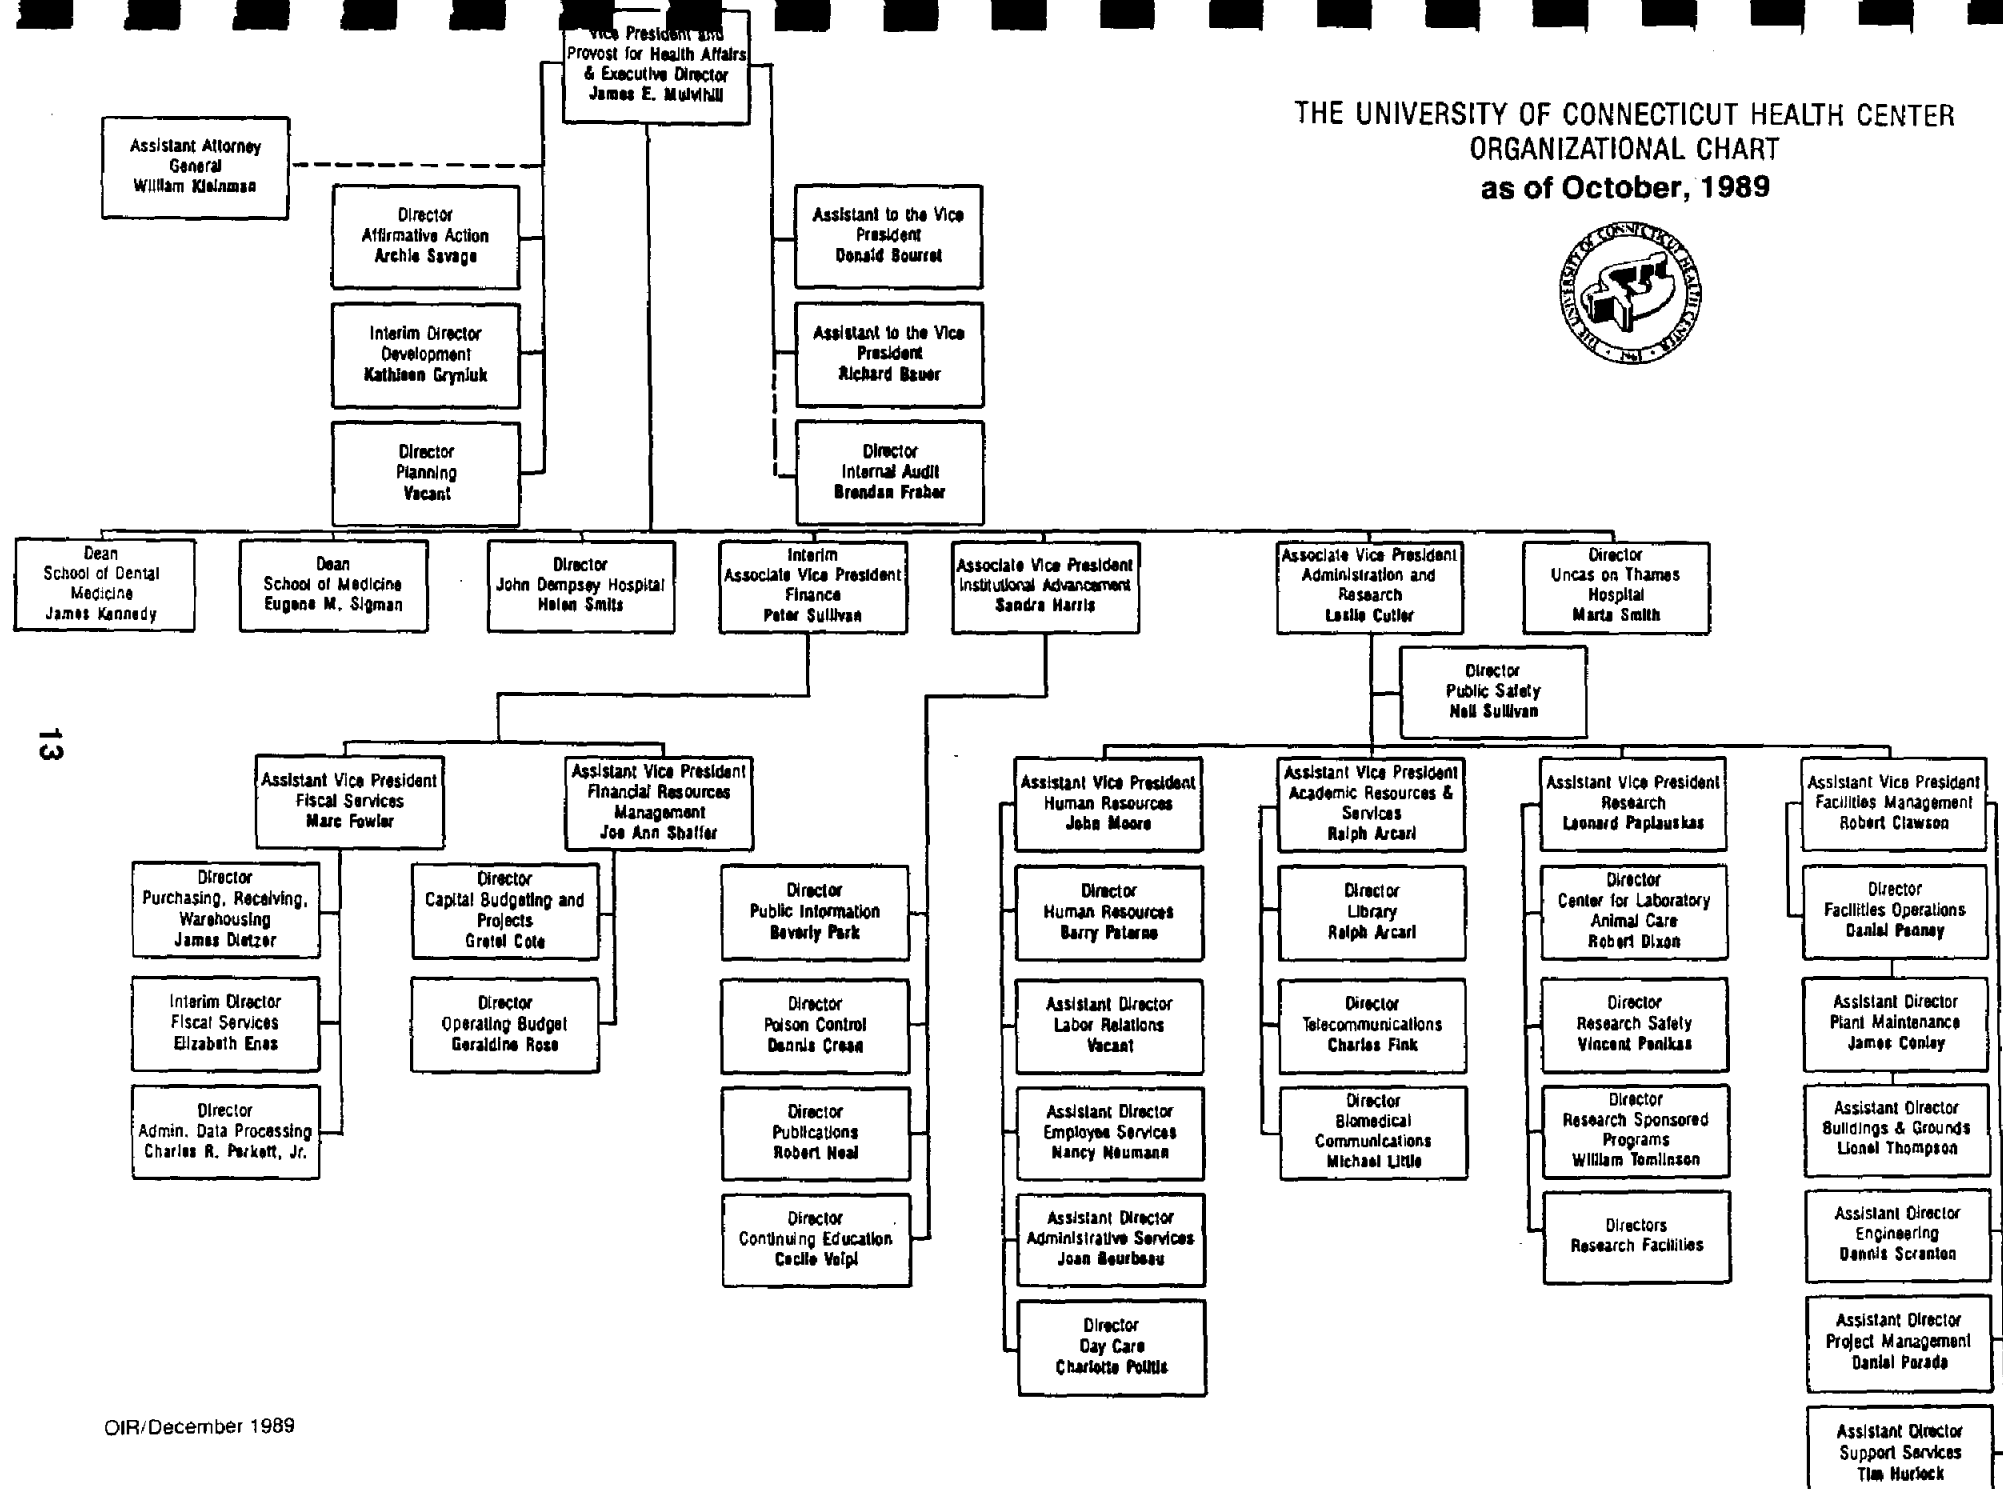 Vice President and
Provost for Health Affairs
& Executive Director
James E. Mulvihill
THE UNIVERSITY OF CONNECTICUT HEALTH CENTER
ORGANIZATIONAL CHART
as of October, 1989
THE UNIVERSITY OF CONNECTICUT HEALTH CENTER
Assistant Attorney
General
William Kleinman
Director
Affirmative Action
Archie Savage
Assistant to the Vice
President
Donald Bourret
Interim Director
Development
Kathleen Gryniuk
Assistant to the Vice
President
Richard Bauer
Director
Planning
Vacant
Director
Internal Audit
Brendan Fraher
Dean
School of Dental
Medicine
James Kennedy
Dean
School of Medicine
Eugene M. Sigman
Director
John Dempsey Hospital
Helen Smits
Interim
Associate Vice President
Finance
Peter Sullivan
Associate Vice President
Institutional Advancement
Sandra Harris
Associate Vice President
Administration and
Research
Leslie Cutler
Director
Uncas on Thames
Hospital
Marta Smith
Director
Public Safety
Neil Sullivan
13
Assistant Vice President
Fiscal Services
Marc Fowler
Assistant Vice President
Financial Resources
Management
Joe Ann Shaffer
Assistant Vice President
Human Resources
John Moore
Assistant Vice President
Academic Resources &
Services
Ralph Arcari
Assistant Vice President
Research
Leonard Paplauskas
Assistant Vice President
Facilities Management
Robert Clawson
Director
Purchasing, Receiving,
Warehousing
James Dietzer
Director
Capital Budgeting and
Projects
Gretel Cote
Director
Public Information
Beverly Park
Director
Human Resources
Barry Paterno
Director
Library
Ralph Arcari
Director
Center for Laboratory
Animal Care
Robert Dixon
Director
Facilities Operations
Daniel Penney
Interim Director
Fiscal Services
Elizabeth Enes
Director
Operating Budget
Geraldine Rose
Director
Poison Control
Dennis Crean
Assistant Director
Labor Relations
Vacant
Director
Telecommunications
Charles Fink
Director
Research Safety
Vincent Penikas
Assistant Director
Plant Maintenance
James Conley
Director
Admin. Data Processing
Charles R. Perkett, Jr.
Director
Publications
Robert Neal
Assistant Director
Employee Services
Nancy Neumann
Director
Biomedical
Communications
Michael Little
Director
Research Sponsored
Programs
William Tomlinson
Assistant Director
Buildings & Grounds
Lionel Thompson
Director
Continuing Education
Cecile Volpi
Assistant Director
Administrative Services
Joan Bourbeau
Directors
Research Facilities
Assistant Director
Engineering
Dennis Scranton
Director
Day Care
Charlotte Politis
Assistant Director
Project Management
Daniel Porada
OIR/December 1989
Assistant Director
Support Services
Tim Hurlock